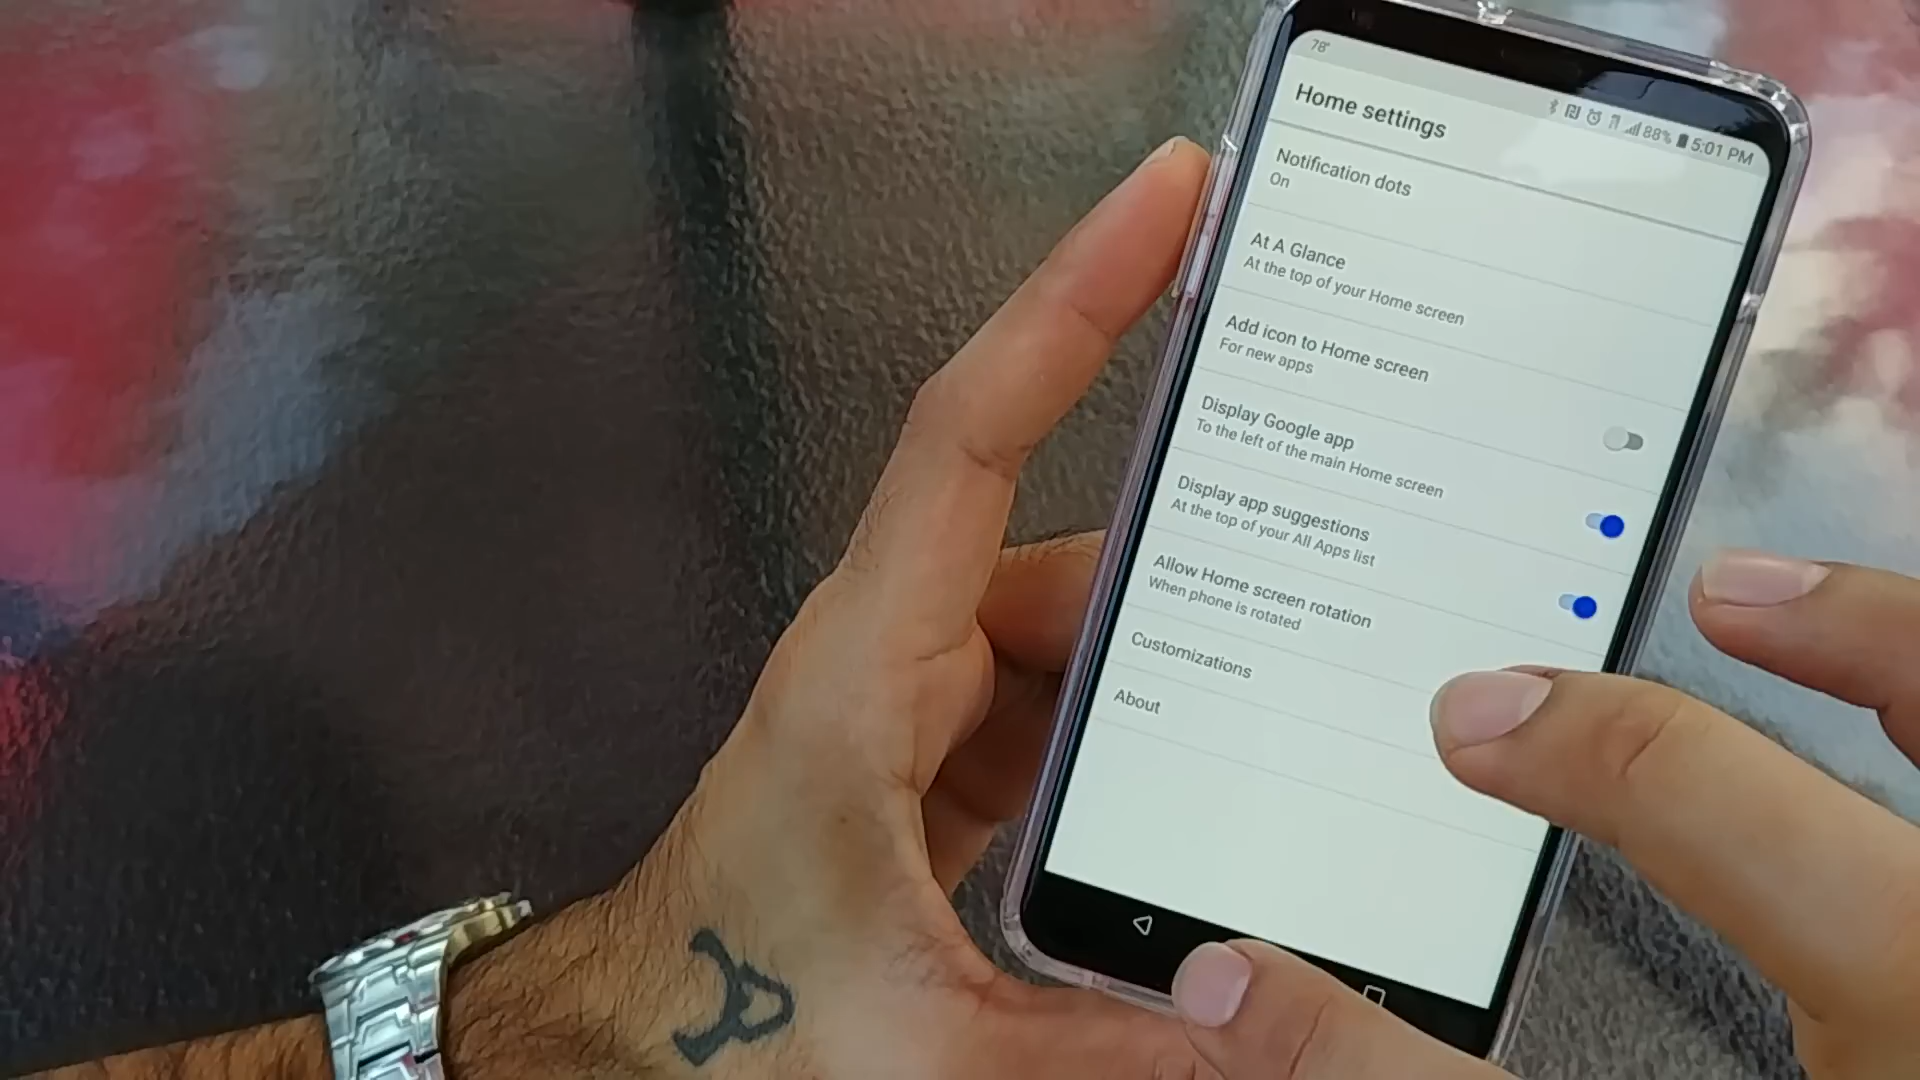 78°
88% 5:01 PM
Home settings
Notification dots
On
At A Glance
At the top of your Home screen
Add icon to Home screen
For new apps
Display Google app
To the left of the main Home screen
Display app suggestions
At the top of your All Apps list
Allow Home screen rotation
When phone is rotated
Customizations
About